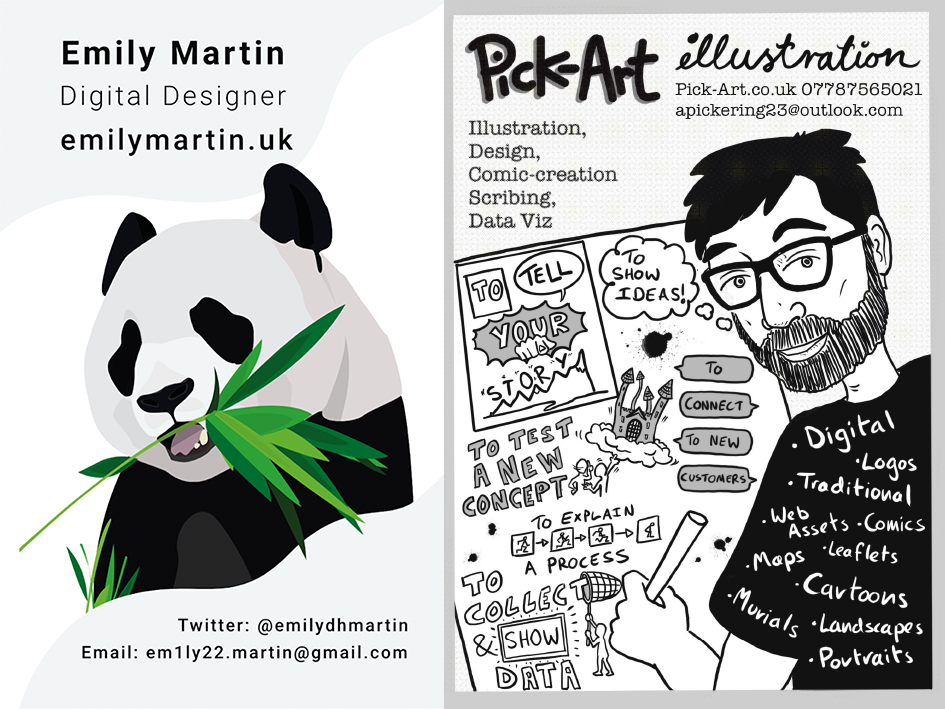 Emily Martin
Digital Designer
emilymartin.uk
Twitter: @emilydhmartin
Email: em1ly22.martin@gmail.com
Pick-Art illustration
Pick-Art.co.uk 07787565021
apickering23@outlook.com
Illustration,
Design,
Comic-creation
Scribing,
Data Viz
TO
TELL
YOUR
STORY
TO
SHOW
IDEAS!
TO
CONNECT
TO NEW
CUSTOMERS
TO TEST
A NEW
CONCEPT
TO EXPLAIN
A PROCESS
TO
COLLECT
& SHOW
DATA
• Digital
• Logos
• Traditional
• Web
Assets
• Comics
• Leaflets
• Maps
• Cartoons
• Murials
• Landscapes
• Portraits